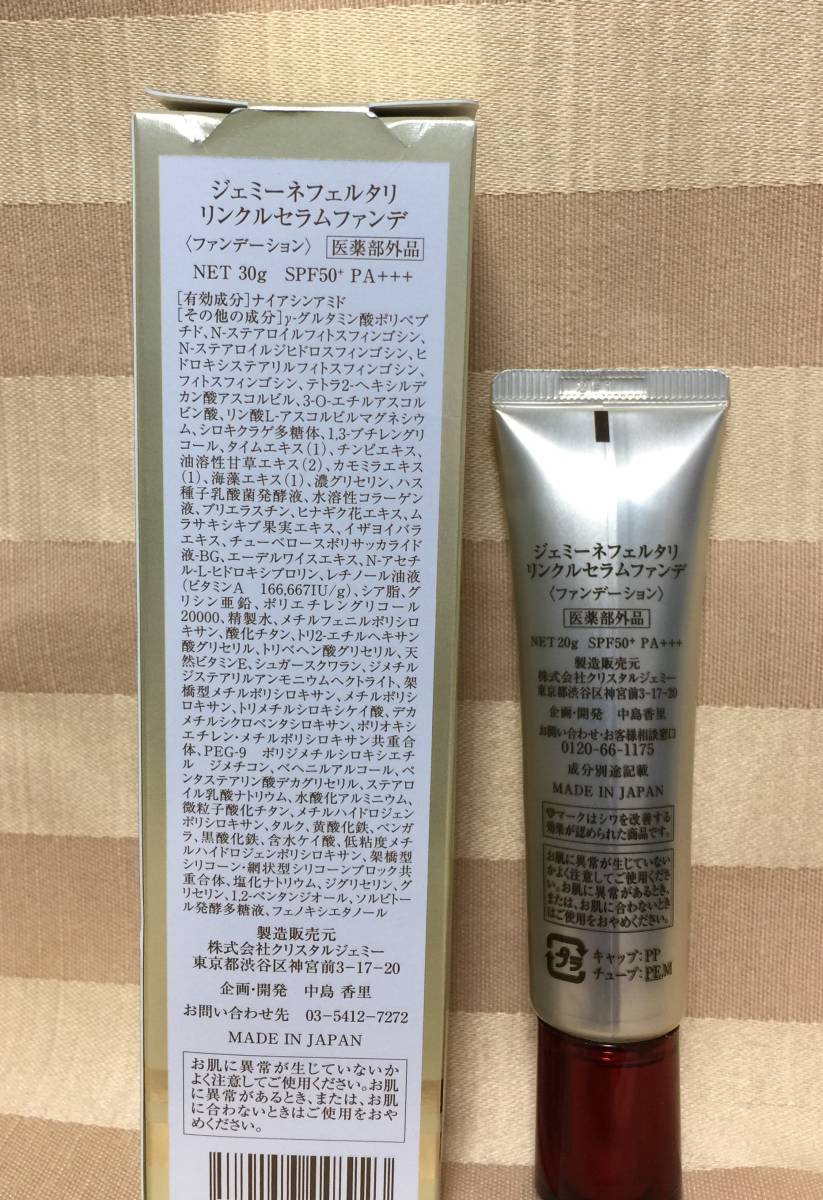 ジェミーネフェルタリ
リンクルセラムファンデ
〈ファンデーション〉 医薬部外品
NET 30g SPF50+ PA+++
[有効成分]ナイアシンアミド
[その他の成分]γ-グルタミン酸ポリペプ
チド、N-ステアロイルフィトスフィンゴシン、
N-ステアロイルジヒドロスフィンゴシン、ヒ
ドロキシステアリルフィトスフィンゴシン、
フィトスフィンゴシン、テトラ2-ヘキシルデ
カン酸アスコルビル、3-O-エチルアスコル
ビン酸、リン酸L-アスコルビルマグネシウ
ム、シロキクラゲ多糖体、1,3-ブチレングリ
コール、タイムエキス(1)、チンピエキス、
油溶性甘草エキス(2)、カモミラエキス
(1)、海藻エキス(1)、濃グリセリン、ハス
種子乳酸菌発酵液、水溶性コラーゲン
液、プリエラスチン、ヒナギク花エキス、ム
ラサキシキブ果実エキス、イザヨイバラ
エキス、チューベロースポリサッカライド
液-BG、エーデルワイスエキス、N-アセチ
ル-L-ヒドロキシプロリン、レチノール油液
(ビタミンA 166,667IU/g)、シア脂、グ
リシン亜鉛、ポリエチレングリコール
20000、精製水、メチルフェニルポリシロ
キサン、酸化チタン、トリ2-エチルヘキサン
酸グリセリル、トリベヘン酸グリセリル、天
然ビタミンE、シュガースクワラン、ジメチル
ジステアリルアンモニウムヘクトライト、架
橋型メチルポリシロキサン、メチルポリシ
ロキサン、トリメチルシロキシケイ酸、デカ
メチルシクロペンタシロキサン、ポリオキシ
エチレン・メチルポリシロキサン共重合
体、PEG-9 ポリジメチルシロキシエチ
ル ジメチコン、ベヘニルアルコール、ペ
ンタステアリン酸デカグリセリル、ステアロ
イル乳酸ナトリウム、水酸化アルミニウム、
微粒子酸化チタン、メチルハイドロジェン
ポリシロキサン、タルク、黄酸化鉄、ベンガ
ラ、黒酸化鉄、含水ケイ酸、低粘度メチ
ルハイドロジェンポリシロキサン、架橋型
シリコーン・網状型シリコーンブロック共
重合体、塩化ナトリウム、ジグリセリン、グ
リセリン、1,2-ペンタンジオール、ソルビトー
ル発酵多糖液、フェノキシエタノール
製造販売元
株式会社クリスタルジェミー
東京都渋谷区神宮前3-17-20
企画・開発 中島 香里
お問い合わせ先 03-5412-7272
MADE IN JAPAN
お肌に異常が生じていないか
よく注意してご使用ください。お肌
に異常があるとき、または、お肌
に合わないときはご使用をおや
めください。
ジェミーネフェルタリ
リンクルセラムファンデ
〈ファンデーション〉
医薬部外品
NET20g SPF50+ PA+++
製造販売元
株式会社クリスタルジェミー
東京都渋谷区神宮前3-17-20
企画・開発 中島香里
お問い合わせ・お客様相談窓口
0120-66-1175
成分別途記載
MADE IN JAPAN
マークはシワを改善する
効果が認められた商品です。
お肌に異常が生じていない
かよく注意してご使用くださ
い。お肌に異常があるとき、
または、お肌に合わないとき
はご使用をおやめください。
プラ キャップ:PP
チューブ:PE,M